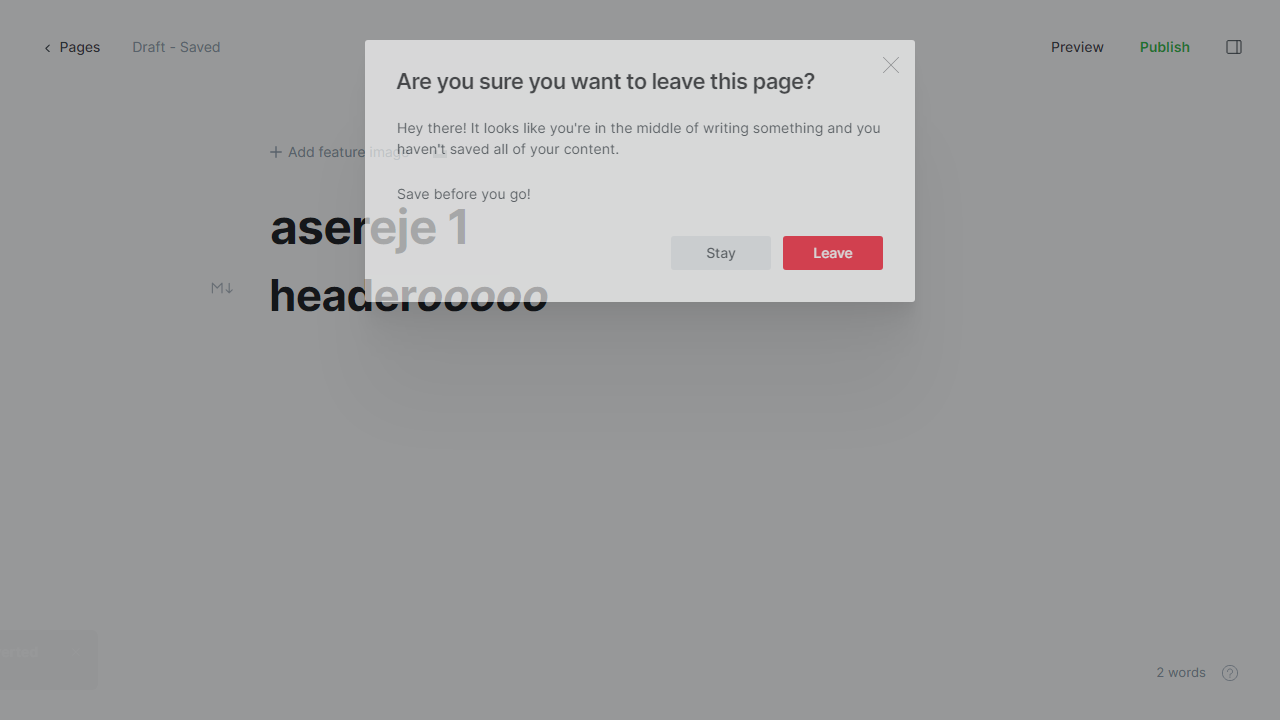 Pages
Draft - Saved
Preview
Publish
Are you sure you want to leave this page?
Hey there! It looks like you're in the middle of writing something and you
haven't saved all of your content.
Add feature image
Save before you go!
asereje 1
Stay
Leave
M
headerooooo
2 words
?